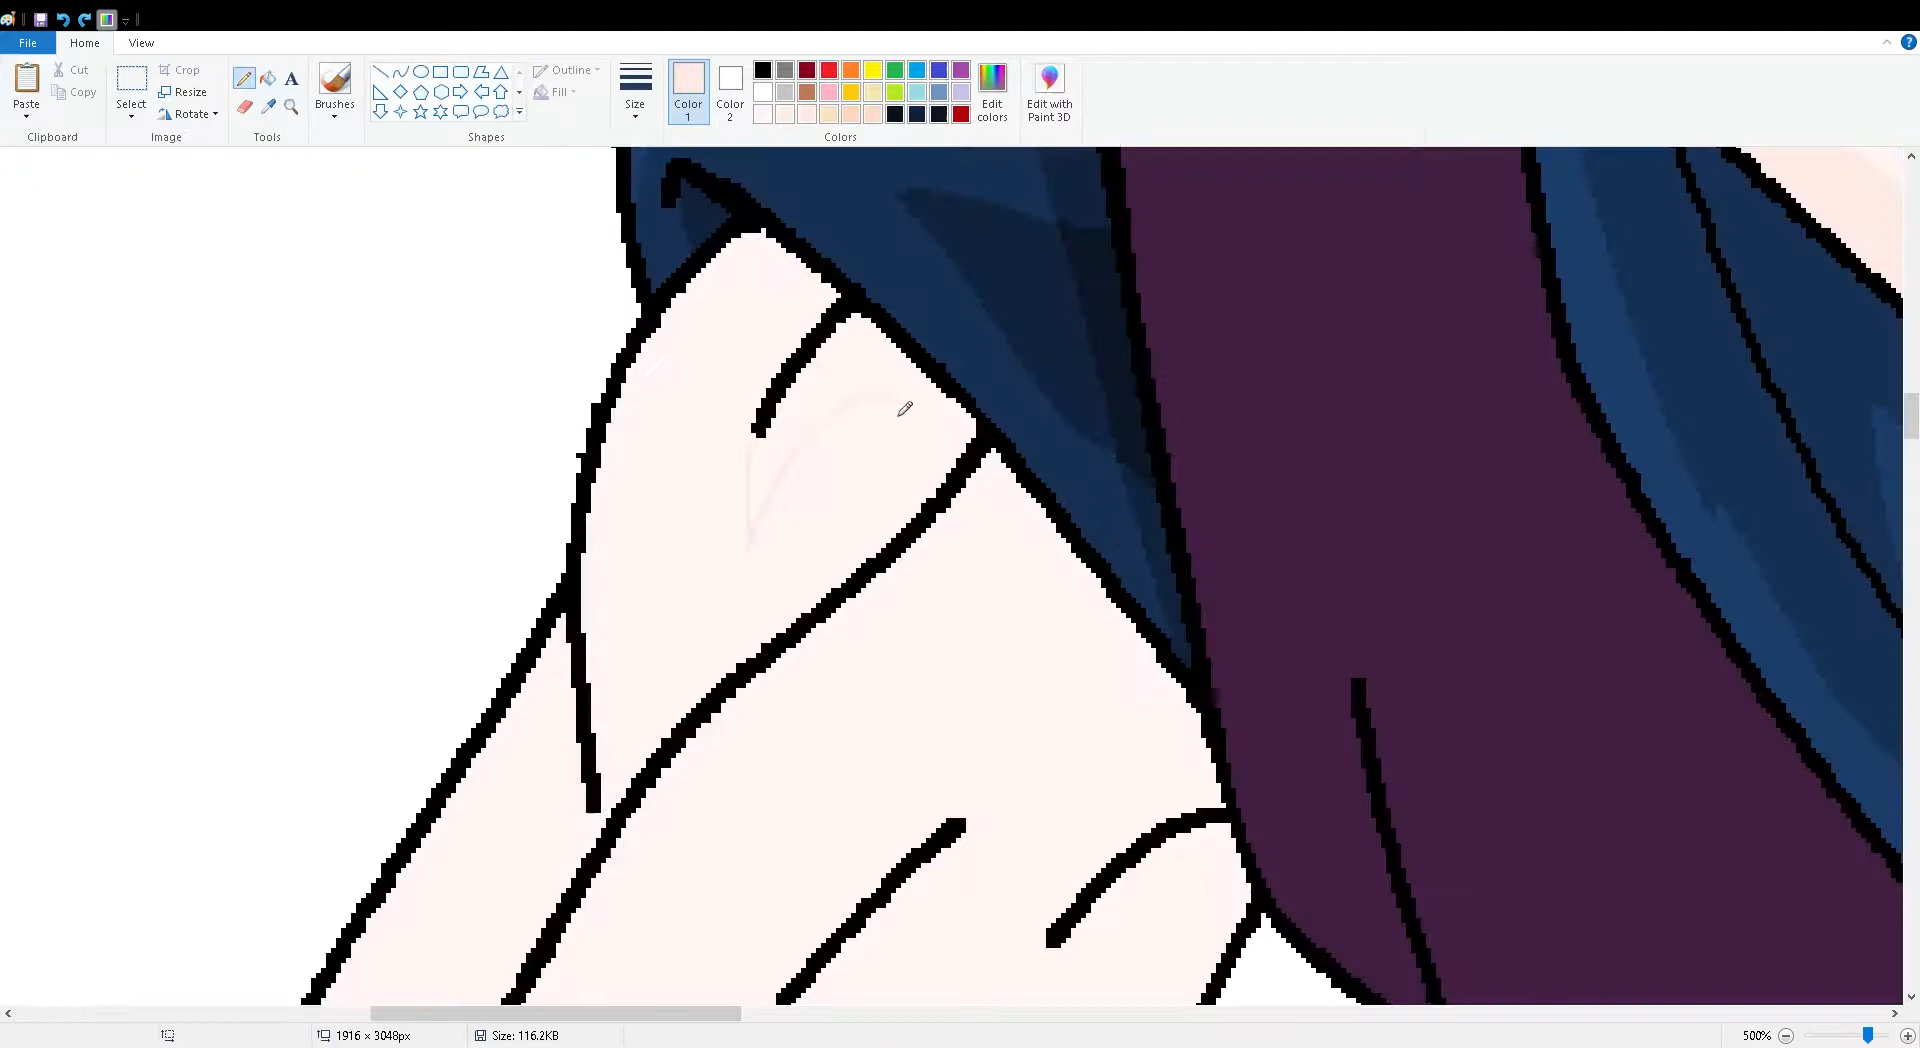 File Home View
Paste Cut Copy Clipboard
Select Crop Resize Rotate Image
A Tools
Brushes
Outline Fill Shapes
Size
Color 1 Color 2 Edit colors Colors
Edit with Paint 3D
1916 × 3048px Size: 116.2KB 500%